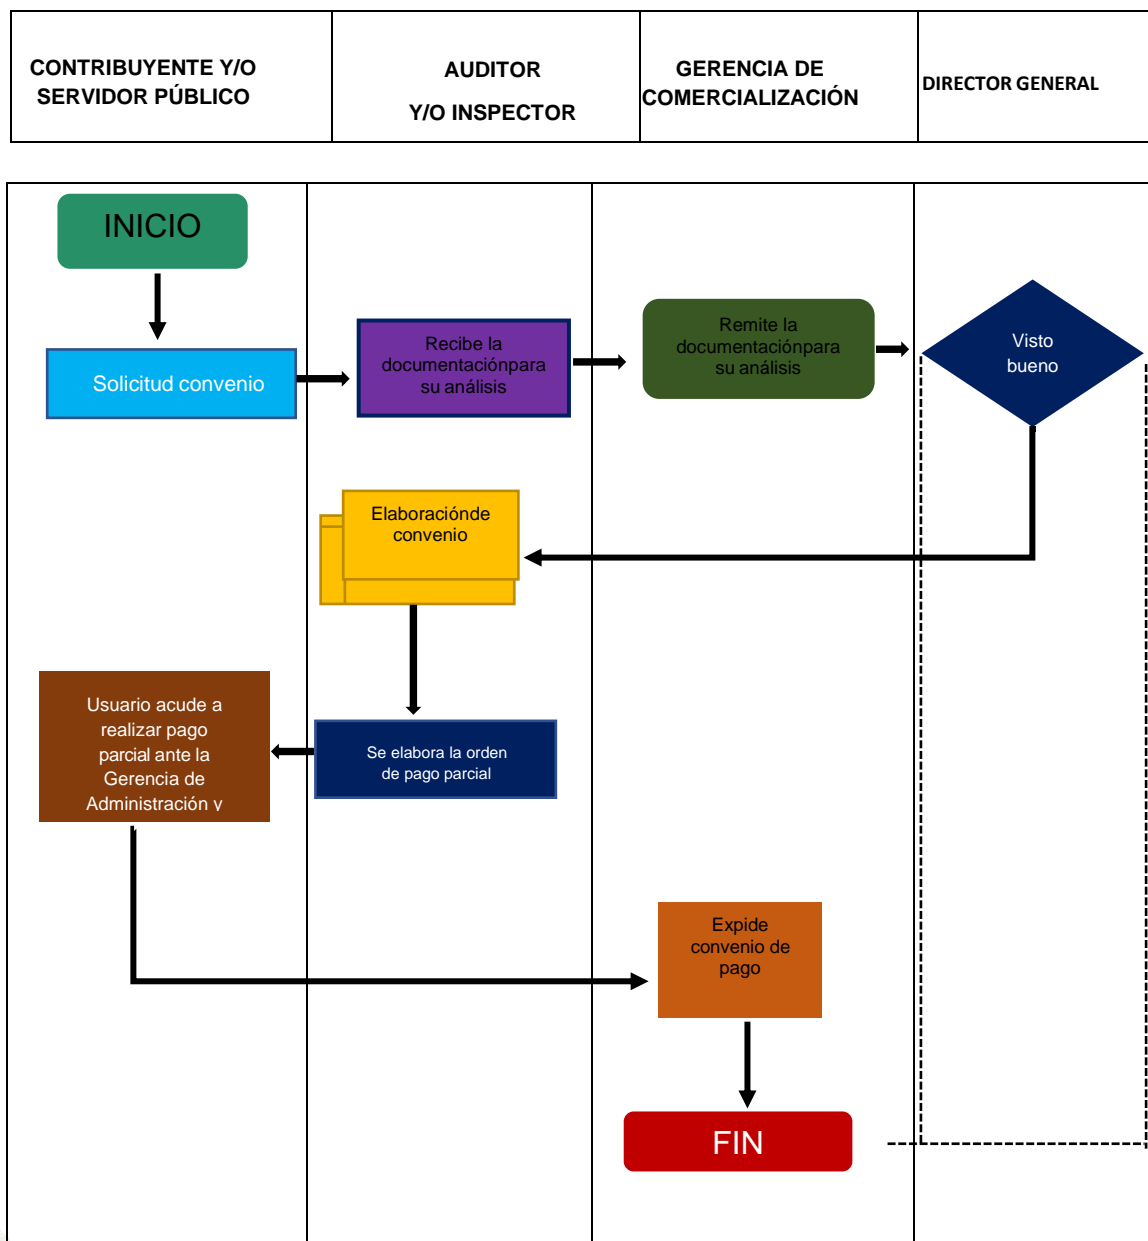 CONTRIBUYENTE Y/O
SERVIDOR PÚBLICO
AUDITOR
Y/O INSPECTOR
GERENCIA DE
COMERCIALIZACIÓN
DIRECTOR GENERAL
INICIO
Solicitud convenio
Recibe la
documentaciónpara
su análisis
Remite la
documentaciónpara
su análisis
Visto
bueno
Elaboraciónde
convenio
Se elabora la orden
de pago parcial
Usuario acude a
realizar pago
parcial ante la
Gerencia de
Administración y
Expide
convenio de
pago
FIN